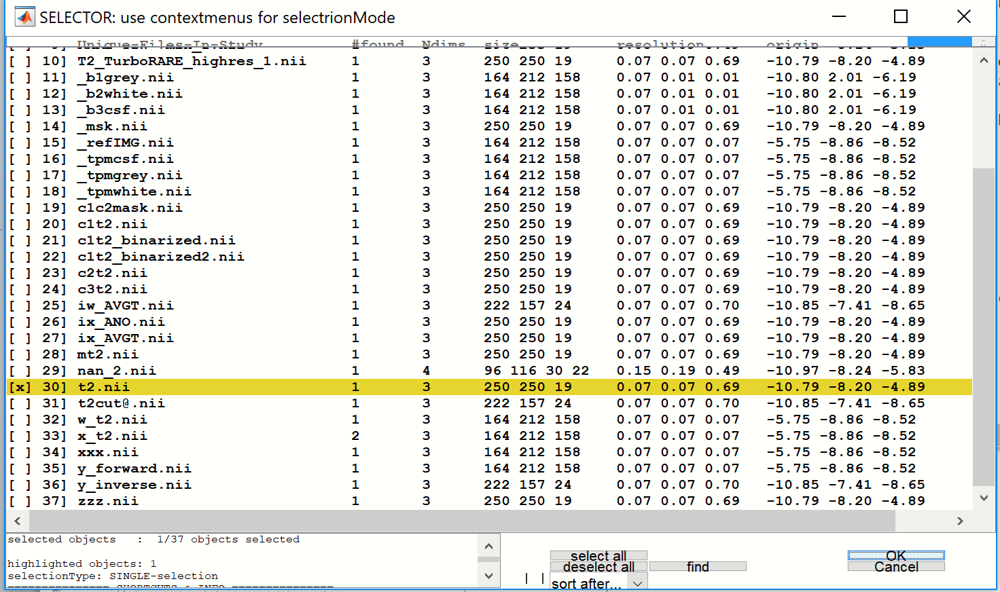 SELECTOR: use contextmenus for selectrionMode
Unique-Files-In-Study #found Ndims size resolution origin
[ ] 10] T2_TurboRARE_highres_1.nii 1 3 250 250 19 0.07 0.07 0.69 -10.79 -8.20 -4.89
[ ] 11] _b1grey.nii 1 3 164 212 158 0.07 0.01 0.01 -10.80 2.01 -6.19
[ ] 12] _b2white.nii 1 3 164 212 158 0.07 0.01 0.01 -10.80 2.01 -6.19
[ ] 13] _b3csf.nii 1 3 164 212 158 0.07 0.01 0.01 -10.80 2.01 -6.19
[ ] 14] _msk.nii 1 3 250 250 19 0.07 0.07 0.69 -10.79 -8.20 -4.89
[ ] 15] _refIMG.nii 1 3 164 212 158 0.07 0.07 0.07 -5.75 -8.86 -8.52
[ ] 16] _tpmcsf.nii 1 3 164 212 158 0.07 0.07 0.07 -5.75 -8.86 -8.52
[ ] 17] _tpmgrey.nii 1 3 164 212 158 0.07 0.07 0.07 -5.75 -8.86 -8.52
[ ] 18] _tpmwhite.nii 1 3 164 212 158 0.07 0.07 0.07 -5.75 -8.86 -8.52
[ ] 19] c1c2mask.nii 1 3 250 250 19 0.07 0.07 0.69 -10.79 -8.20 -4.89
[ ] 20] c1t2.nii 1 3 250 250 19 0.07 0.07 0.69 -10.79 -8.20 -4.89
[ ] 21] c1t2_binarized.nii 1 3 250 250 19 0.07 0.07 0.69 -10.79 -8.20 -4.89
[ ] 22] c1t2_binarized2.nii 1 3 250 250 19 0.07 0.07 0.69 -10.79 -8.20 -4.89
[ ] 23] c2t2.nii 1 3 250 250 19 0.07 0.07 0.69 -10.79 -8.20 -4.89
[ ] 24] c3t2.nii 1 3 250 250 19 0.07 0.07 0.69 -10.79 -8.20 -4.89
[ ] 25] iw_AVGT.nii 1 3 222 157 24 0.07 0.07 0.70 -10.85 -7.41 -8.65
[ ] 26] ix_ANO.nii 1 3 250 250 19 0.07 0.07 0.69 -10.79 -8.20 -4.89
[ ] 27] ix_AVGT.nii 1 3 250 250 19 0.07 0.07 0.69 -10.79 -8.20 -4.89
[ ] 28] mt2.nii 1 3 250 250 19 0.07 0.07 0.69 -10.79 -8.20 -4.89
[ ] 29] nan_2.nii 1 4 96 116 30 22 0.15 0.19 0.49 -10.97 -8.24 -5.83
[x] 30] t2.nii 1 3 250 250 19 0.07 0.07 0.69 -10.79 -8.20 -4.89
[ ] 31] t2cut@.nii 1 3 222 157 24 0.07 0.07 0.70 -10.85 -7.41 -8.65
[ ] 32] w_t2.nii 1 3 164 212 158 0.07 0.07 0.07 -5.75 -8.86 -8.52
[ ] 33] x_t2.nii 2 3 164 212 158 0.07 0.07 0.07 -5.75 -8.86 -8.52
[ ] 34] xxx.nii 1 3 164 212 158 0.07 0.07 0.07 -5.75 -8.86 -8.52
[ ] 35] y_forward.nii 1 3 164 212 158 0.07 0.07 0.07 -5.75 -8.86 -8.52
[ ] 36] y_inverse.nii 1 3 222 157 24 0.07 0.07 0.70 -10.85 -7.41 -8.65
[ ] 37] zzz.nii 1 3 250 250 19 0.07 0.07 0.69 -10.79 -8.20 -4.89
selected objects : 1/37 objects selected
highlighted objects: 1
selectionType: SINGLE-selection
=============== SHORTCUTS & INFO ===============
select all
deselect all
find
sort after...
OK
Cancel